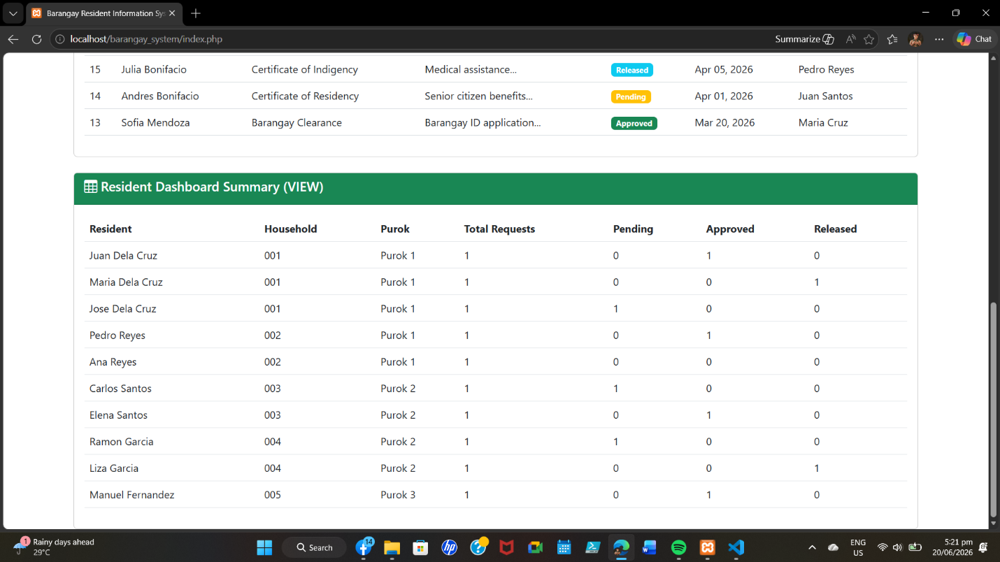 Barangay Resident Information Sys
localhost/barangay_system/index.php
Summarize
Chat
15 Julia Bonifacio Certificate of Indigency Medical assistance... Released Apr 05, 2026 Pedro Reyes
14 Andres Bonifacio Certificate of Residency Senior citizen benefits... Pending Apr 01, 2026 Juan Santos
13 Sofia Mendoza Barangay Clearance Barangay ID application... Approved Mar 20, 2026 Maria Cruz
Resident Dashboard Summary (VIEW)
Resident Household Purok Total Requests Pending Approved Released
Juan Dela Cruz 001 Purok 1 1 0 1 0
Maria Dela Cruz 001 Purok 1 1 0 0 1
Jose Dela Cruz 001 Purok 1 1 1 0 0
Pedro Reyes 002 Purok 1 1 0 1 0
Ana Reyes 002 Purok 1 1 0 0 0
Carlos Santos 003 Purok 2 1 1 0 0
Elena Santos 003 Purok 2 1 0 1 0
Ramon Garcia 004 Purok 2 1 1 0 0
Liza Garcia 004 Purok 2 1 0 0 1
Manuel Fernandez 005 Purok 3 1 0 1 0
1 Rainy days ahead
29°C
Search
14
hp
ENG
US
5:21 pm
20/06/2026